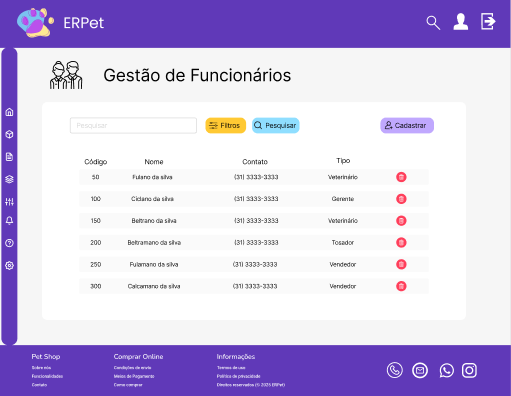 ERPet
Gestão de Funcionários
Pesquisar Filtros Pesquisar Cadastrar
Código Nome Contato Tipo
50 Fulano da silva (31) 3333-3333 Veterinário
100 Ciclano da silva (31) 3333-3333 Gerente
150 Beltrano da silva (31) 3333-3333 Veterinário
200 Beltramano da silva (31) 3333-3333 Tosador
250 Fulamano da silva (31) 3333-3333 Vendedor
300 Calcamano da silva (31) 3333-3333 Vendedor
Pet Shop Comprar Online Informações
Sobre nós Condições de envio Termos de uso
Funcionalidades Meios de Pagamento Política de privacidade
Contato Como comprar Direitos reservados (© 2023 ERPet)